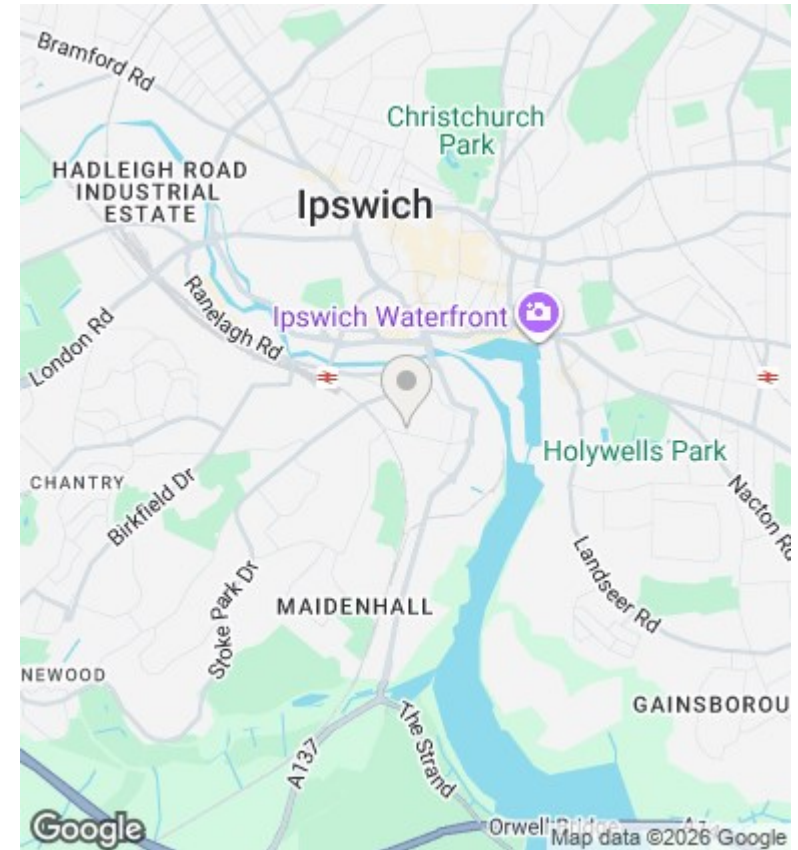 Bramford Rd
Christchurch
Park
HADLEIGH ROAD
INDUSTRIAL
ESTATE
Ipswich
Ranelagh Rd
Ipswich Waterfront
London Rd
Holywells Park
CHANTRY
Birkfield Dr
Nacton Rd
Landseer Rd
Stoke Park Dr
MAIDENHALL
NEWOOD
GAINSBOROU
The Strand
A137
Google
Orwell
Map data ©2026 Google